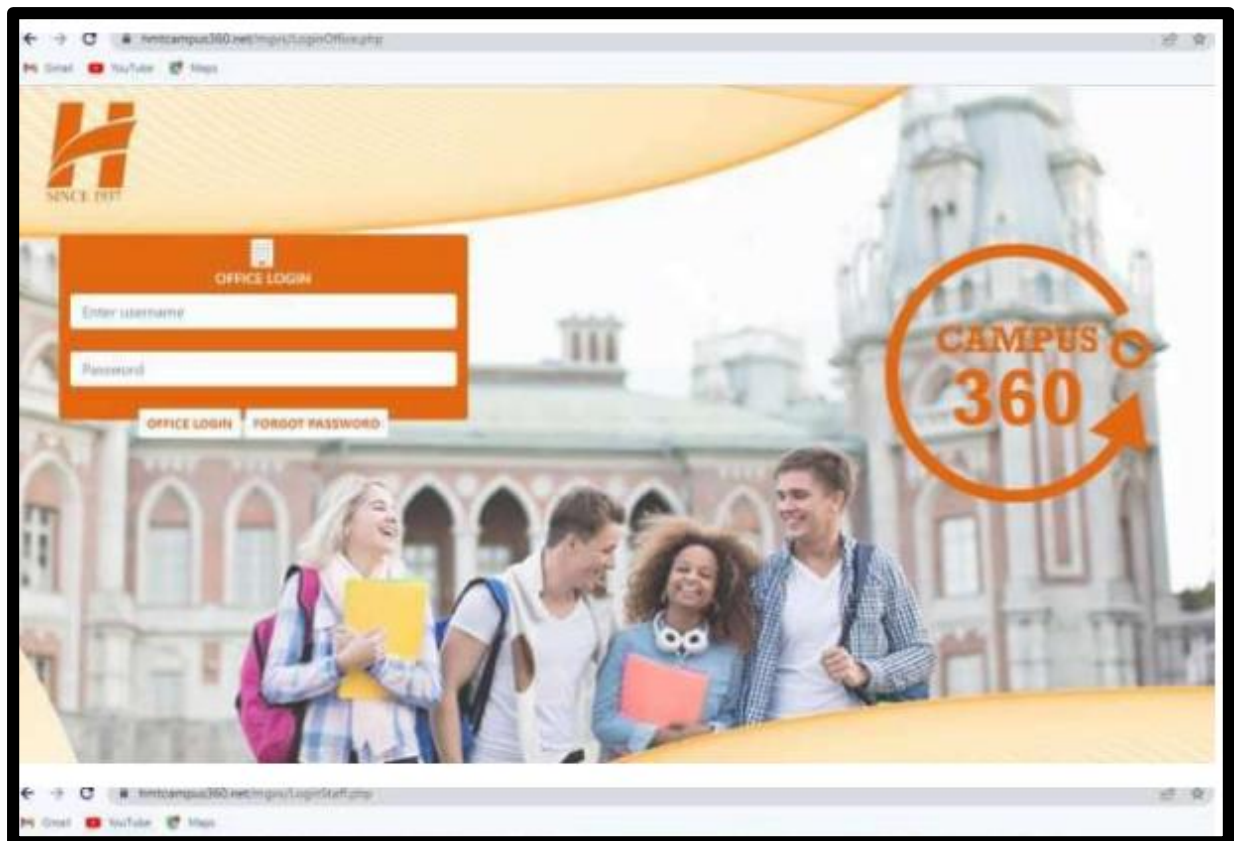 hmtcampus360.net/mgvs/LoginOffice.php
Gmail YouTube Maps
H
SINCE 1937
OFFICE LOGIN
Enter username
Password
OFFICE LOGIN FORGOT PASSWORD
CAMPUS
360
hmtcampus360.net/mgvs/LoginStaff.php
Gmail YouTube Maps